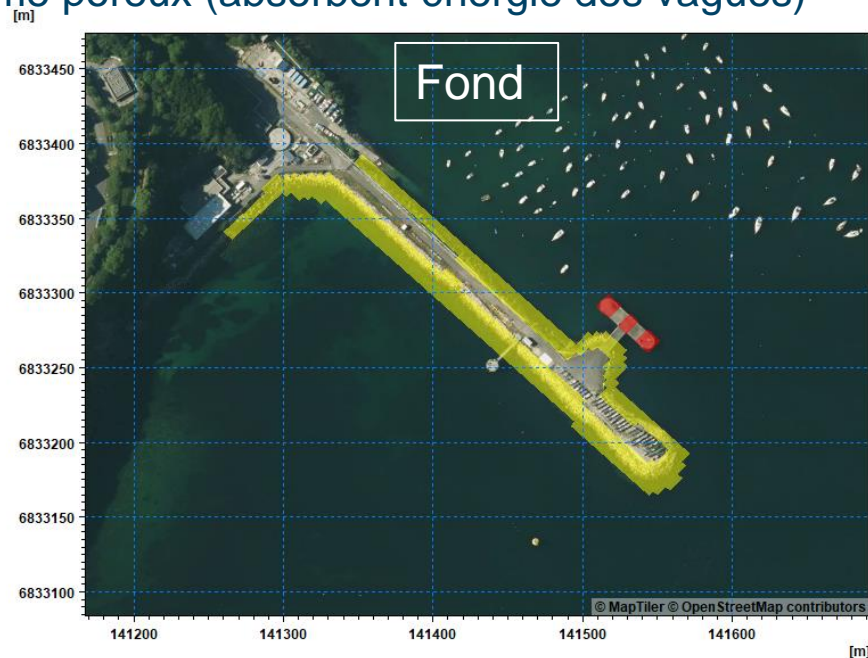 poreux (absorbent énergie des vagues)
[m]
Fond
6833450
6833400
6833350
6833300
6833250
6833200
6833150
6833100
© MapTiler © OpenStreetMap contributors
141200 141300 141400 141500 141600
[m]